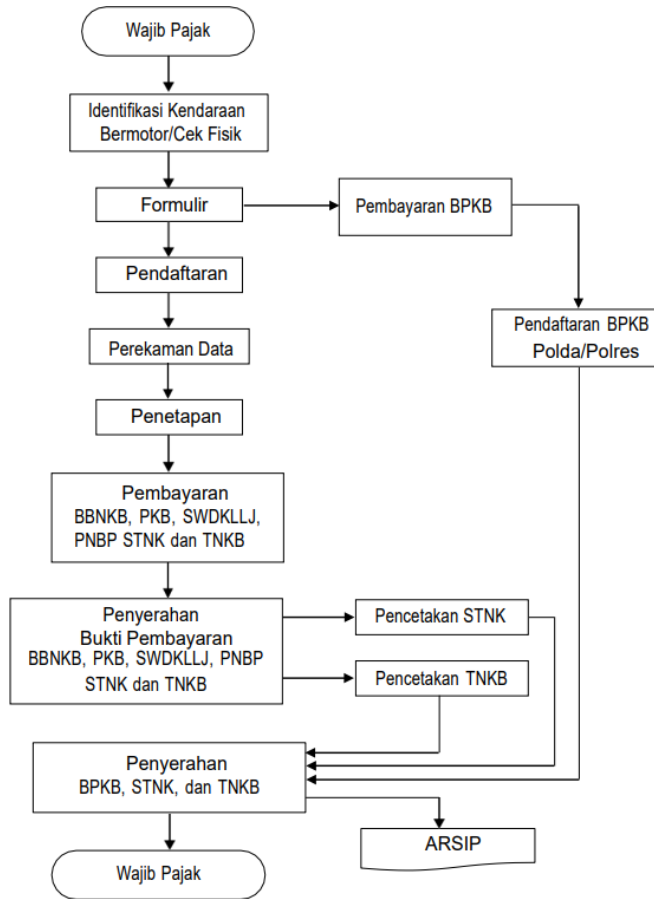 Wajib Pajak
Identifikasi Kendaraan
Bermotor/Cek Fisik
Formulir
Pembayaran BPKB
Pendaftaran
Pendaftaran BPKB
Polda/Polres
Perekaman Data
Penetapan
Pembayaran
BBNKB, PKB, SWDKLLJ,
PNBP STNK dan TNKB
Penyerahan
Bukti Pembayaran
BBNKB, PKB, SWDKLLJ, PNBP
STNK dan TNKB
Pencetakan STNK
Pencetakan TNKB
Penyerahan
BPKB, STNK, dan TNKB
ARSIP
Wajib Pajak